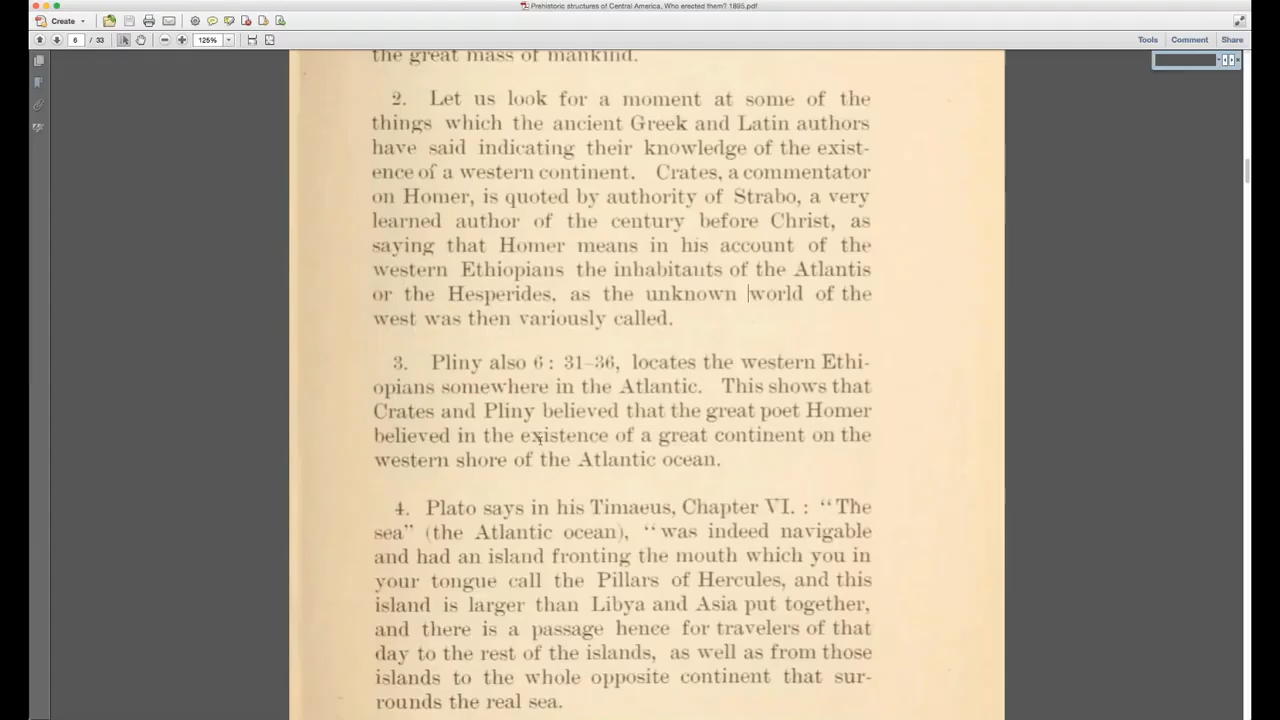 Prehistoric structures of Central America, Who erected them? 1895.pdf
Create
6 / 33
125%
Tools Comment Share
the great mass of mankind.
2. Let us look for a moment at some of the
things which the ancient Greek and Latin authors
have said indicating their knowledge of the exist-
ence of a western continent. Crates, a commentator
on Homer, is quoted by authority of Strabo, a very
learned author of the century before Christ, as
saying that Homer means in his account of the
western Ethiopians the inhabitants of the Atlantis
or the Hesperides, as the unknown world of the
west was then variously called.
3. Pliny also 6 : 31–36, locates the western Ethi-
opians somewhere in the Atlantic. This shows that
Crates and Pliny believed that the great poet Homer
believed in the existence of a great continent on the
western shore of the Atlantic ocean.
4. Plato says in his Timaeus, Chapter VI. : “The
sea” (the Atlantic ocean), “was indeed navigable
and had an island fronting the mouth which you in
your tongue call the Pillars of Hercules, and this
island is larger than Libya and Asia put together,
and there is a passage hence for travelers of that
day to the rest of the islands, as well as from those
islands to the whole opposite continent that sur-
rounds the real sea.